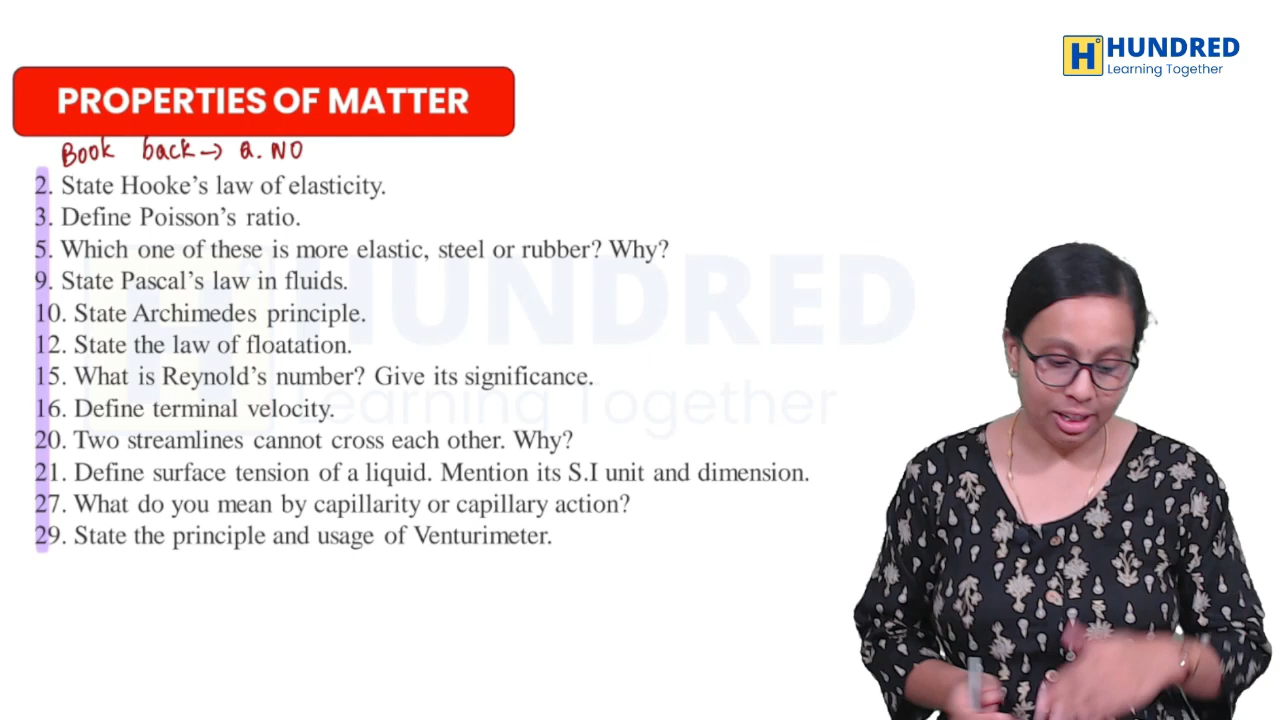 HUNDRED
Learning Together
PROPERTIES OF MATTER
Book back → Q. NO
2. State Hooke’s law of elasticity.
3. Define Poisson’s ratio.
5. Which one of these is more elastic, steel or rubber? Why?
9. State Pascal’s law in fluids.
10. State Archimedes principle.
12. State the law of floatation.
15. What is Reynold’s number? Give its significance.
16. Define terminal velocity.
20. Two streamlines cannot cross each other. Why?
21. Define surface tension of a liquid. Mention its S.I unit and dimension.
27. What do you mean by capillarity or capillary action?
29. State the principle and usage of Venturimeter.
HUNDRED
Learning Together